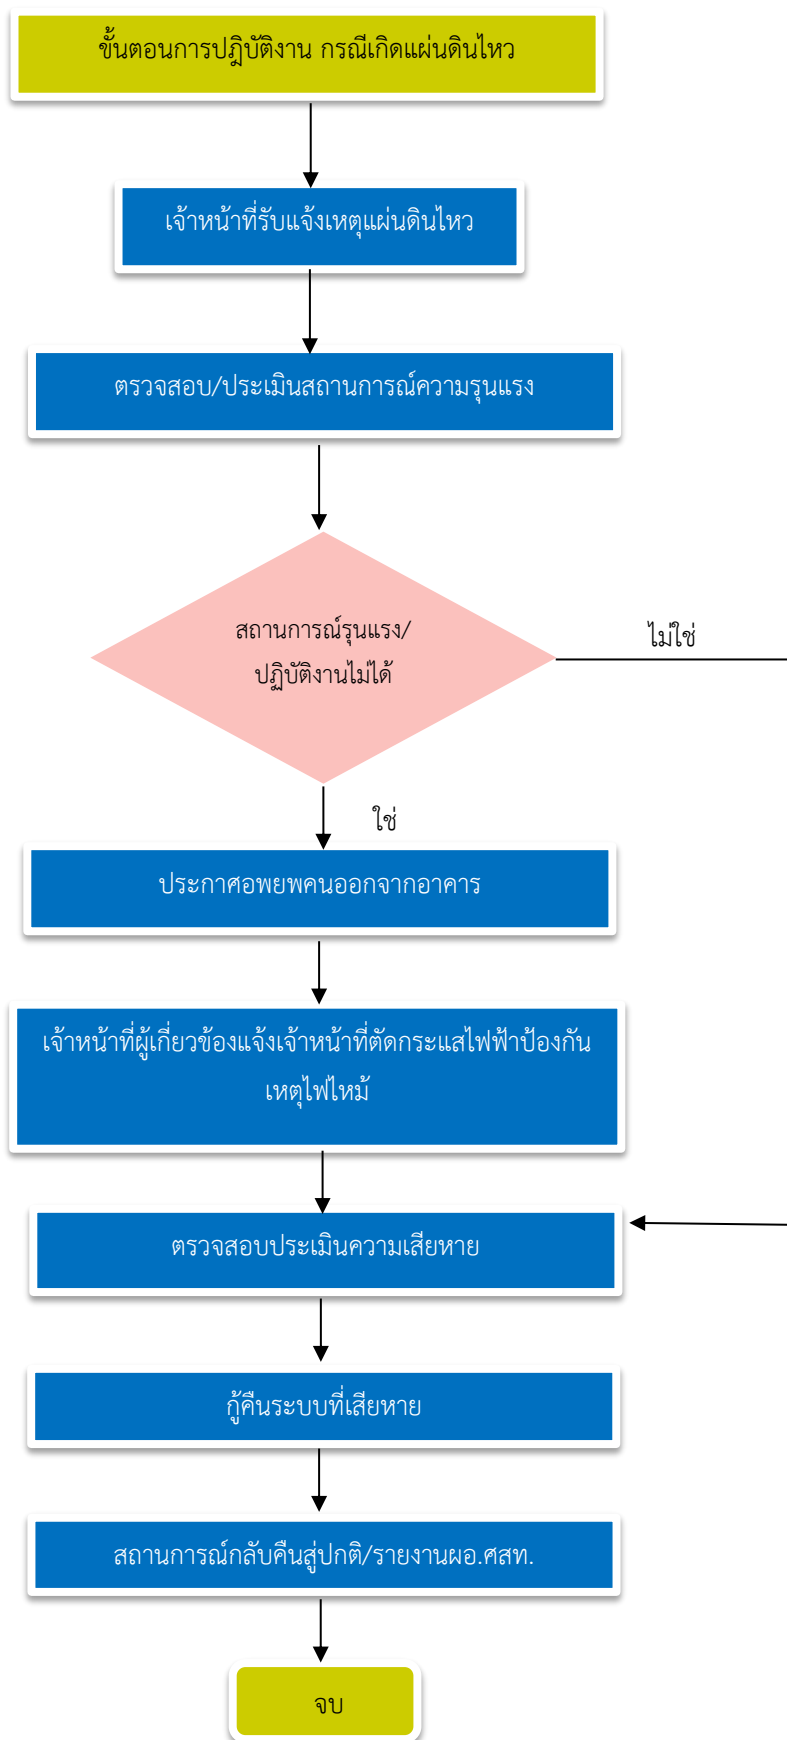 ขั้นตอนการปฎิบัติงาน กรณีเกิดแผ่นดินไหว
เจ้าหน้าที่รับแจ้งเหตุแผ่นดินไหว
ตรวจสอบ/ประเมินสถานการณ์ความรุนแรง
สถานการณ์รุนแรง/
ปฏิบัติงานไม่ได้
ไม่ใช่
ใช่
ประกาศอพยพคนออกจากอาคาร
เจ้าหน้าที่ผู้เกี่ยวข้องแจ้งเจ้าหน้าที่ตัดกระแสไฟฟ้าป้องกัน
เหตุไฟไหม้
ตรวจสอบประเมินความเสียหาย
กู้คืนระบบที่เสียหาย
สถานการณ์กลับคืนสู่ปกติ/รายงานผอ.ศสท.
จบ